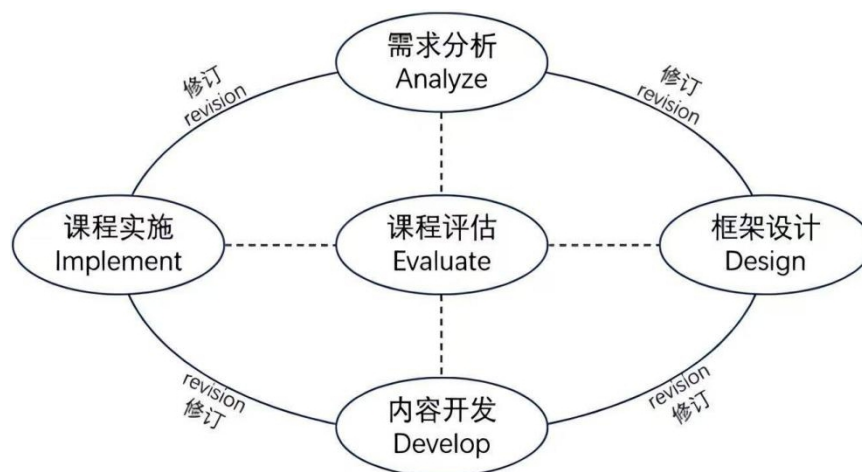 需求分析
Analyze
修订
revision
修订
revision
课程实施
Implement
课程评估
Evaluate
框架设计
Design
revision
修订
revision
修订
内容开发
Develop